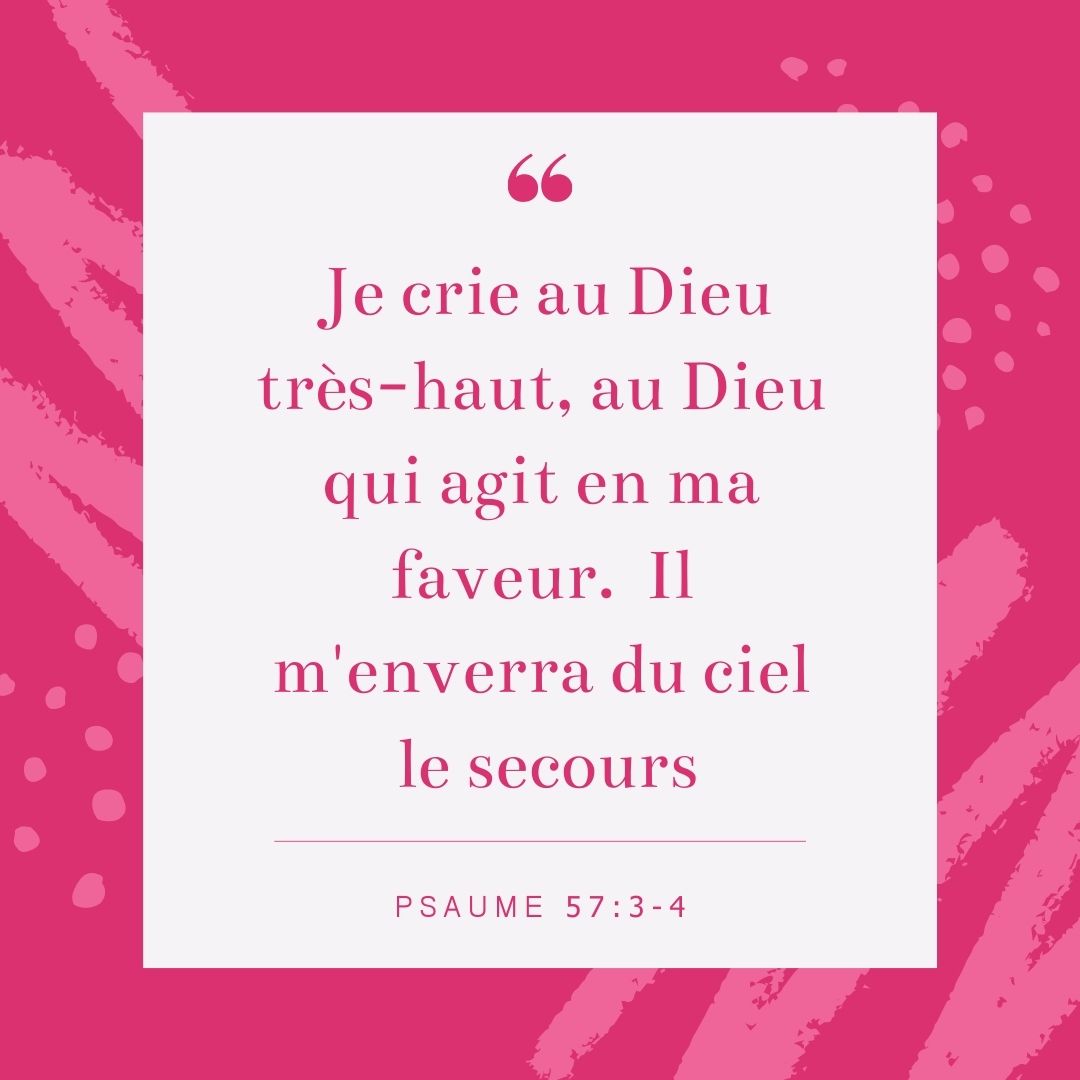 “
Je crie au Dieu
très-haut, au Dieu
qui agit en ma
faveur.  Il
m'enverra du ciel
le secours
PSAUME 57:3-4